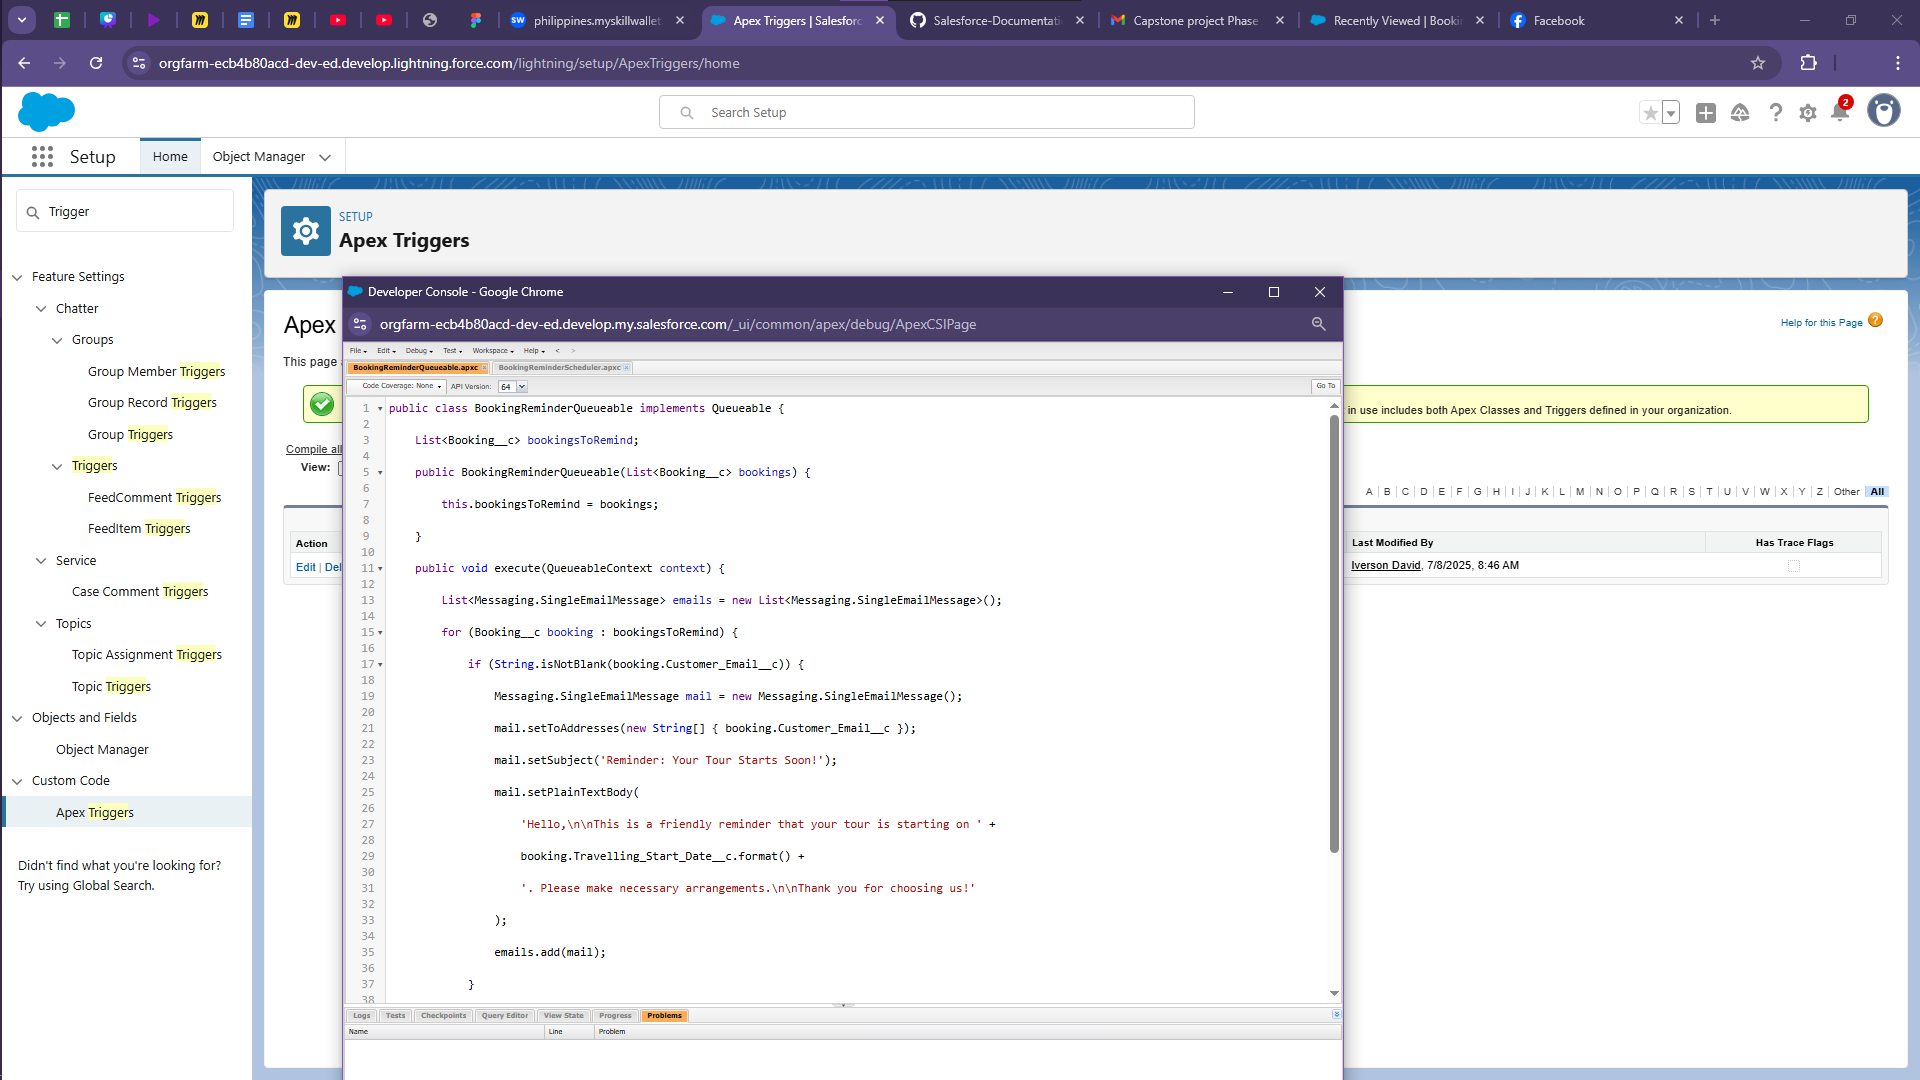 philippines.myskillwallet.
Apex Triggers | Salesforc
Salesforce-Documentati
Capstone project Phase
Recently Viewed | Booki
Facebook
orgfarm-ecb4b80acd-dev-ed.develop.lightning.force.com/lightning/setup/ApexTriggers/home
Search Setup
2
Setup
Home
Object Manager
Trigger
Feature Settings
Chatter
Groups
Group Member Triggers
Group Record Triggers
Group Triggers
Triggers
FeedComment Triggers
FeedItem Triggers
Service
Case Comment Triggers
Topics
Topic Assignment Triggers
Topic Triggers
Objects and Fields
Object Manager
Custom Code
Apex Triggers
Didn't find what you're looking for?
Try using Global Search.
SETUP
Apex Triggers
Apex
This page
Help for this Page
in use includes both Apex Classes and Triggers defined in your organization.
Compile all
View:
A | B | C | D | E | F | G | H | I | J | K | L | M | N | O | P | Q | R | S | T | U | V | W | X | Y | Z | Other All
Action
Last Modified By
Has Trace Flags
Edit | Del
Iverson David, 7/8/2025, 8:46 AM
Developer Console - Google Chrome
orgfarm-ecb4b80acd-dev-ed.develop.my.salesforce.com/_ui/common/apex/debug/ApexCSIPage
File Edit Debug Test Workspace Help < >
BookingReminderQueueable.apxc
BookingReminderScheduler.apxc
Code Coverage: None API Version: 64 Go To
1 public class BookingReminderQueueable implements Queueable {
2
3 List<Booking__c> bookingsToRemind;
4
5 public BookingReminderQueueable(List<Booking__c> bookings) {
6
7 this.bookingsToRemind = bookings;
8
9 }
10
11 public void execute(QueueableContext context) {
12
13 List<Messaging.SingleEmailMessage> emails = new List<Messaging.SingleEmailMessage>();
14
15 for (Booking__c booking : bookingsToRemind) {
16
17 if (String.isNotBlank(booking.Customer_Email__c)) {
18
19 Messaging.SingleEmailMessage mail = new Messaging.SingleEmailMessage();
20
21 mail.setToAddresses(new String[] { booking.Customer_Email__c });
22
23 mail.setSubject('Reminder: Your Tour Starts Soon!');
24
25 mail.setPlainTextBody(
26
27 'Hello,\n\nThis is a friendly reminder that your tour is starting on ' +
28
29 booking.Travelling_Start_Date__c.format() +
30
31 '. Please make necessary arrangements.\n\nThank you for choosing us!'
32
33 );
34
35 emails.add(mail);
36
37 }
38
Logs Tests Checkpoints Query Editor View State Progress Problems
Name Line Problem